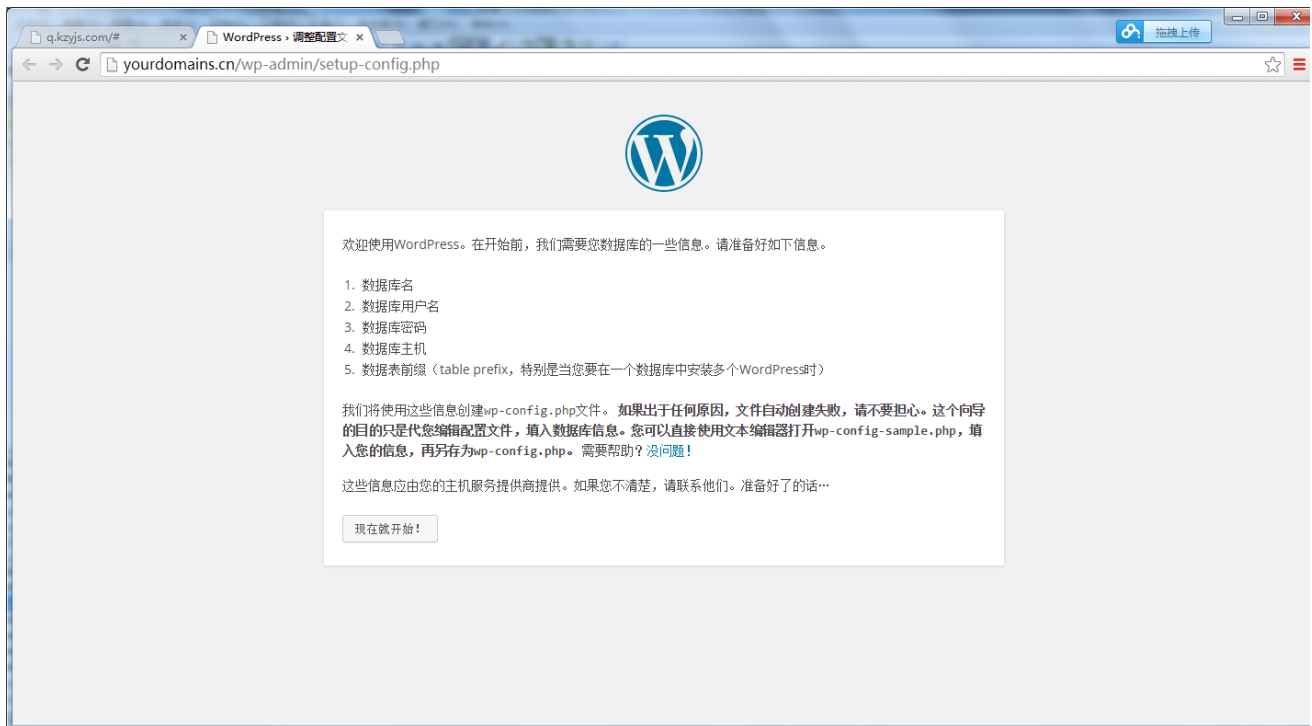 q.kzyjs.com/#
WordPress › 调整配置文
拖拽上传
yourdomains.cn/wp-admin/setup-config.php
欢迎使用WordPress。在开始前，我们需要您数据库的一些信息。请准备好如下信息。
1. 数据库名
2. 数据库用户名
3. 数据库密码
4. 数据库主机
5. 数据表前缀（table prefix，特别是当您要在一个数据库中安装多个WordPress时）
我们将使用这些信息创建wp-config.php文件。 如果出于任何原因，文件自动创建失败，请不要担心。这个向导
的目的只是代您编辑配置文件，填入数据库信息。您可以直接使用文本编辑器打开wp-config-sample.php，填
入您的信息，再另存为wp-config.php。 需要帮助？没问题！
这些信息应由您的主机服务提供商提供。如果您不清楚，请联系他们。准备好了的话…
现在就开始！